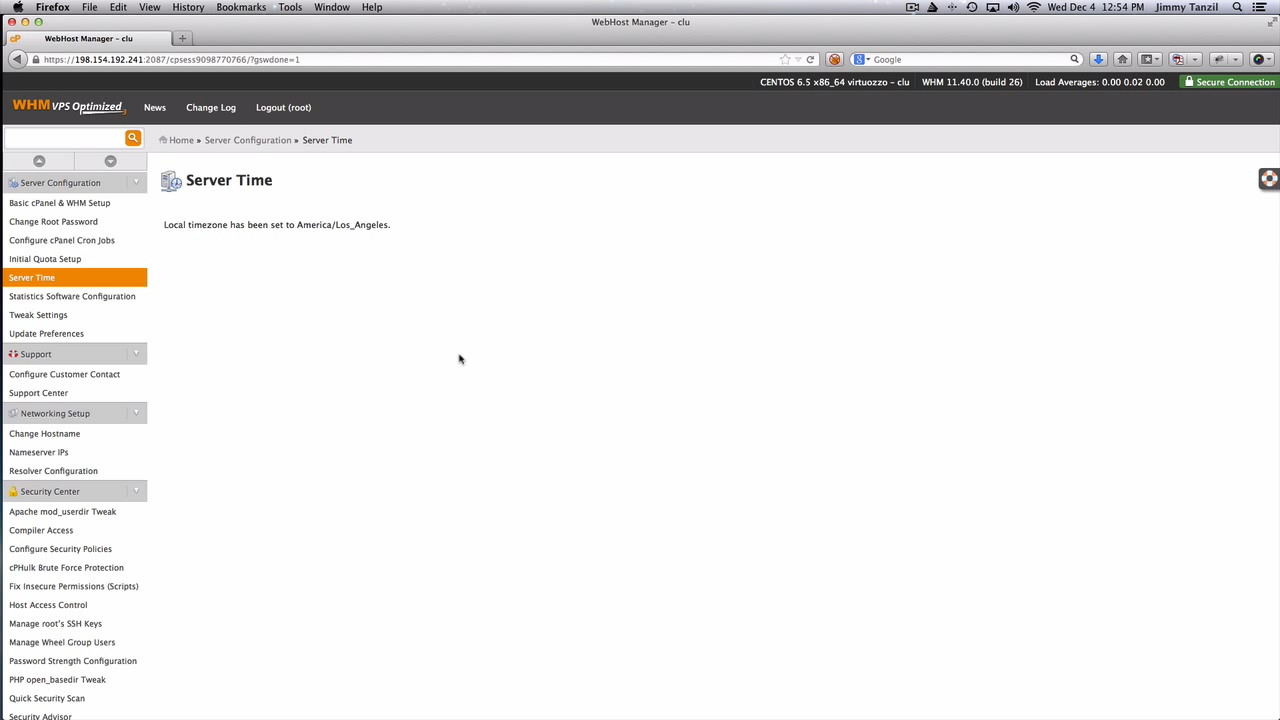 Firefox File Edit View History Bookmarks Tools Window Help Wed Dec 4 12:54 PM Jimmy Tanzil
WebHost Manager - clu
cP WebHost Manager - clu
https://198.154.192.241:2087/cpsess9098770766/?gswdone=1 Google
CENTOS 6.5 x86_64 virtuozzo - clu WHM 11.40.0 (build 26) Load Averages: 0.00 0.02 0.00 Secure Connection
WHM VPS Optimized News Change Log Logout (root)
Home » Server Configuration » Server Time
Server Configuration
Basic cPanel & WHM Setup
Change Root Password
Configure cPanel Cron Jobs
Initial Quota Setup
Server Time
Statistics Software Configuration
Tweak Settings
Update Preferences
Support
Configure Customer Contact
Support Center
Networking Setup
Change Hostname
Nameserver IPs
Resolver Configuration
Security Center
Apache mod_userdir Tweak
Compiler Access
Configure Security Policies
cPHulk Brute Force Protection
Fix Insecure Permissions (Scripts)
Host Access Control
Manage root's SSH Keys
Manage Wheel Group Users
Password Strength Configuration
PHP open_basedir Tweak
Quick Security Scan
Security Advisor
Server Time
Local timezone has been set to America/Los_Angeles.